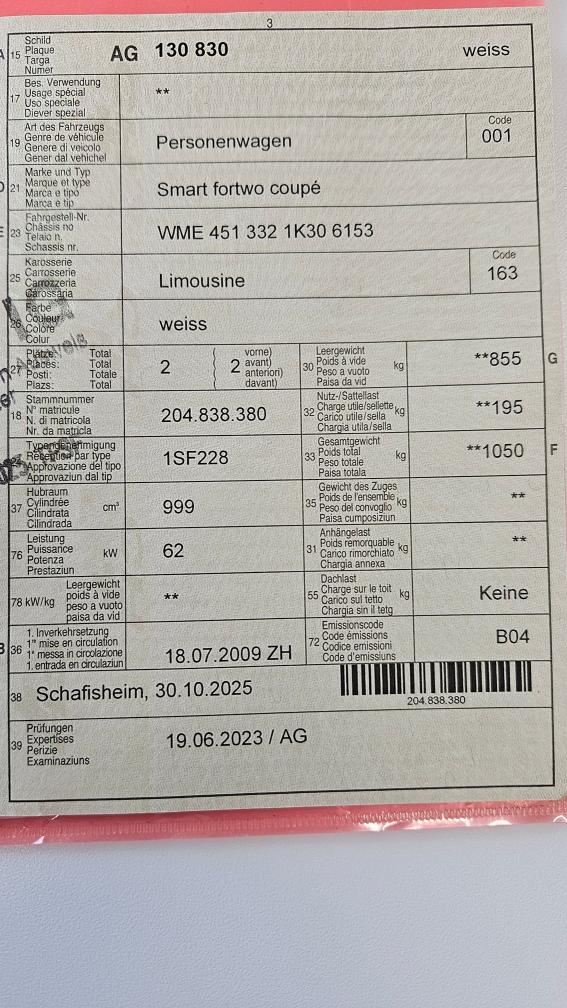 3
A 15 Schild Plaque Targa Numer AG 130 830 weiss
17 Bes. Verwendung Usage spécial Uso speciale Diever spezial **
19 Art des Fahrzeugs Genre de véhicule Genere di veicolo Gener dal vehichel Personenwagen Code 001
D 21 Marke und Typ Marque et type Marca e tipo Marca e tip Smart fortwo coupé
E 23 Fahrgestell-Nr. Châssis no Telaio n. Schassis nr. WME 451 332 1K30 6153
25 Karosserie Carrosserie Carrozzeria Carossaria Limousine Code 163
26 Farbe Couleur Colore Colur weiss
27 Plätze: Total Places: Total Posti: Totale Plazs: Total 2 2 vorne) avant) anteriori) davant) 30 Leergewicht Poids à vide Peso a vuoto Paisa da vid kg **855 G
18 Stammnummer N° matricule N. di matricola Nr. da matricla 204.838.380 32 Nutz-/Sattellast Charge utile/sellette Carico utile/sella Chargia utila/sella kg **195
Typengenehmigung Réception par type Approvazione del tipo Approvaziun dal tip 1SF228 33 Gesamtgewicht Poids total Peso totale Paisa totala kg **1050 F
37 Hubraum Cylindrée Cilindrata Cilindrada cm³ 999 35 Gewicht des Zuges Poids de l'ensemble Peso del convoglio Paisa cumposiziun kg **
76 Leistung Puissance Potenza Prestaziun kW 62 31 Anhängelast Poids remorquable Carico rimorchiato Chargia annexa kg **
78 kW/kg Leergewicht poids à vide peso a vuoto paisa da vid ** 55 Dachlast Charge sur le toit Carico sul tetto Chargia sin il tetg kg Keine
B 36 1. Inverkehrsetzung 1re mise en circulation 1a messa in circolazione 1. entrada en circulaziun 18.07.2009 ZH 72 Emissionscode Code émissions Codice emissioni Code d'emissiuns B04
38 Schafisheim, 30.10.2025
204.838.380
39 Prüfungen Expertises Perizie Examinaziuns 19.06.2023 / AG